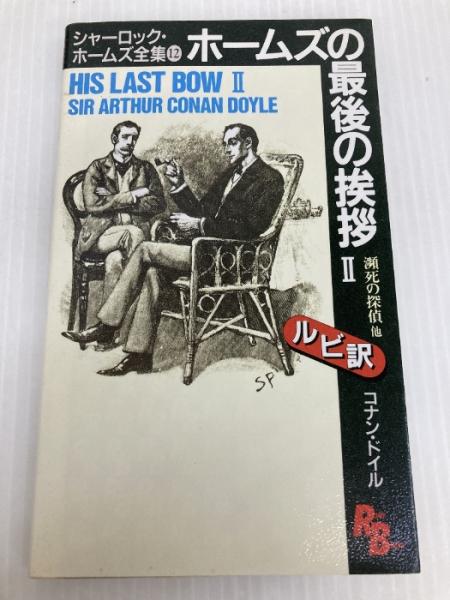 シャーロック・
ホームズ全集12
ホームズの最後の挨拶 II
HIS LAST BOW II
SIR ARTHUR CONAN DOYLE
瀕死の探偵 他
ルビ訳
コナン・ドイル
SP
RB